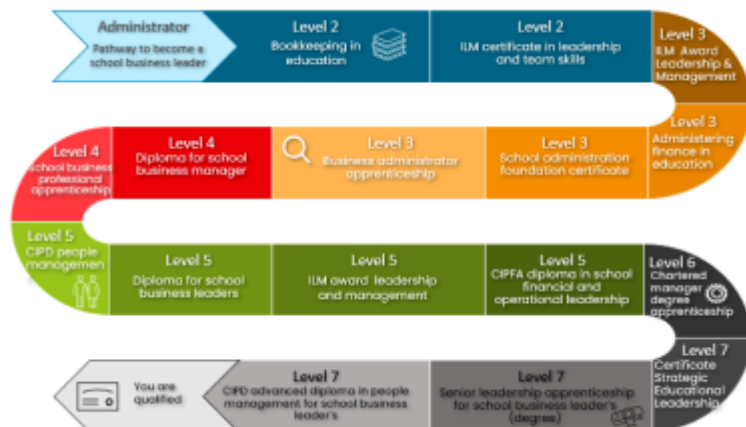 Administrator
Pathway to become a
school business leader
Level 2
Bookkeeping in
education
Level 2
ILM certificate in leadership
and team skills
Level 3
ILM Award
Leadership &
Management
Level 3
Administering
finance in
education
Level 3
School administration
foundation certificate
Level 3
Business administrator
apprenticeship
Level 4
Diploma for school
business manager
Level 4
School business
professional
apprenticeship
Level 5
CIPD people
managemen
Level 5
Diploma for school
business leaders
Level 5
ILM award leadership
and management
Level 5
CIPFA diploma in school
financial and
operational leadership
Level 6
Chartered
manager
degree
apprenticeship
Level 7
Certificate
Strategic
Educational
Leadership
Level 7
Senior leadership apprenticeship
for school business leader's
(degree)
Level 7
CIPD advanced diploma in people
management for school business
leader's
You are
qualified